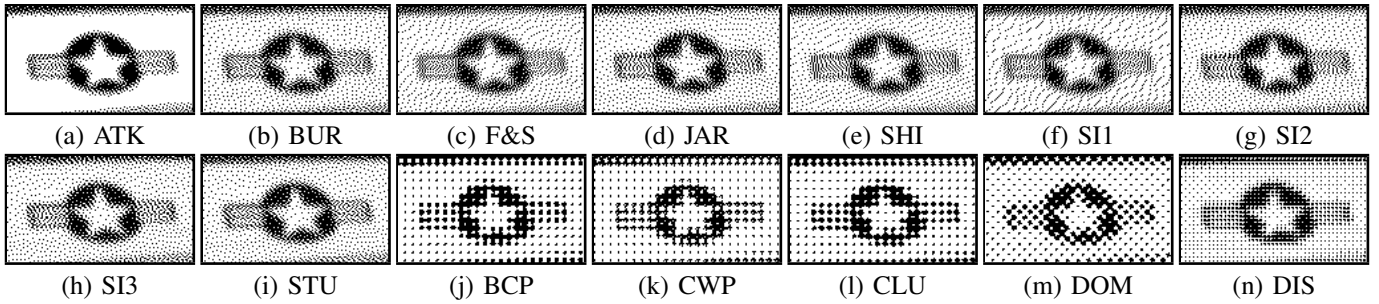 (a) ATK (b) BUR (c) F&S (d) JAR (e) SHI (f) SI1 (g) SI2
(h) SI3 (i) STU (j) BCP (k) CWP (l) CLU (m) DOM (n) DIS